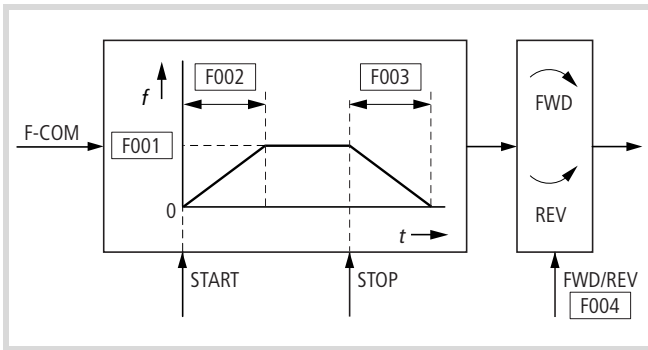 F002
F003
f
FWD
F-COM
F001
REV
0
t
START
STOP
FWD/REV
F004